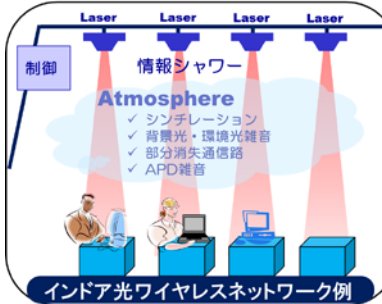 Laser Laser Laser Laser
制御
情報シャワー
Atmosphere
✓ シンチレーション
✓ 背景光・環境光雑音
✓ 部分消失通信路
✓ APD雑音
インドア光ワイヤレスネットワーク例